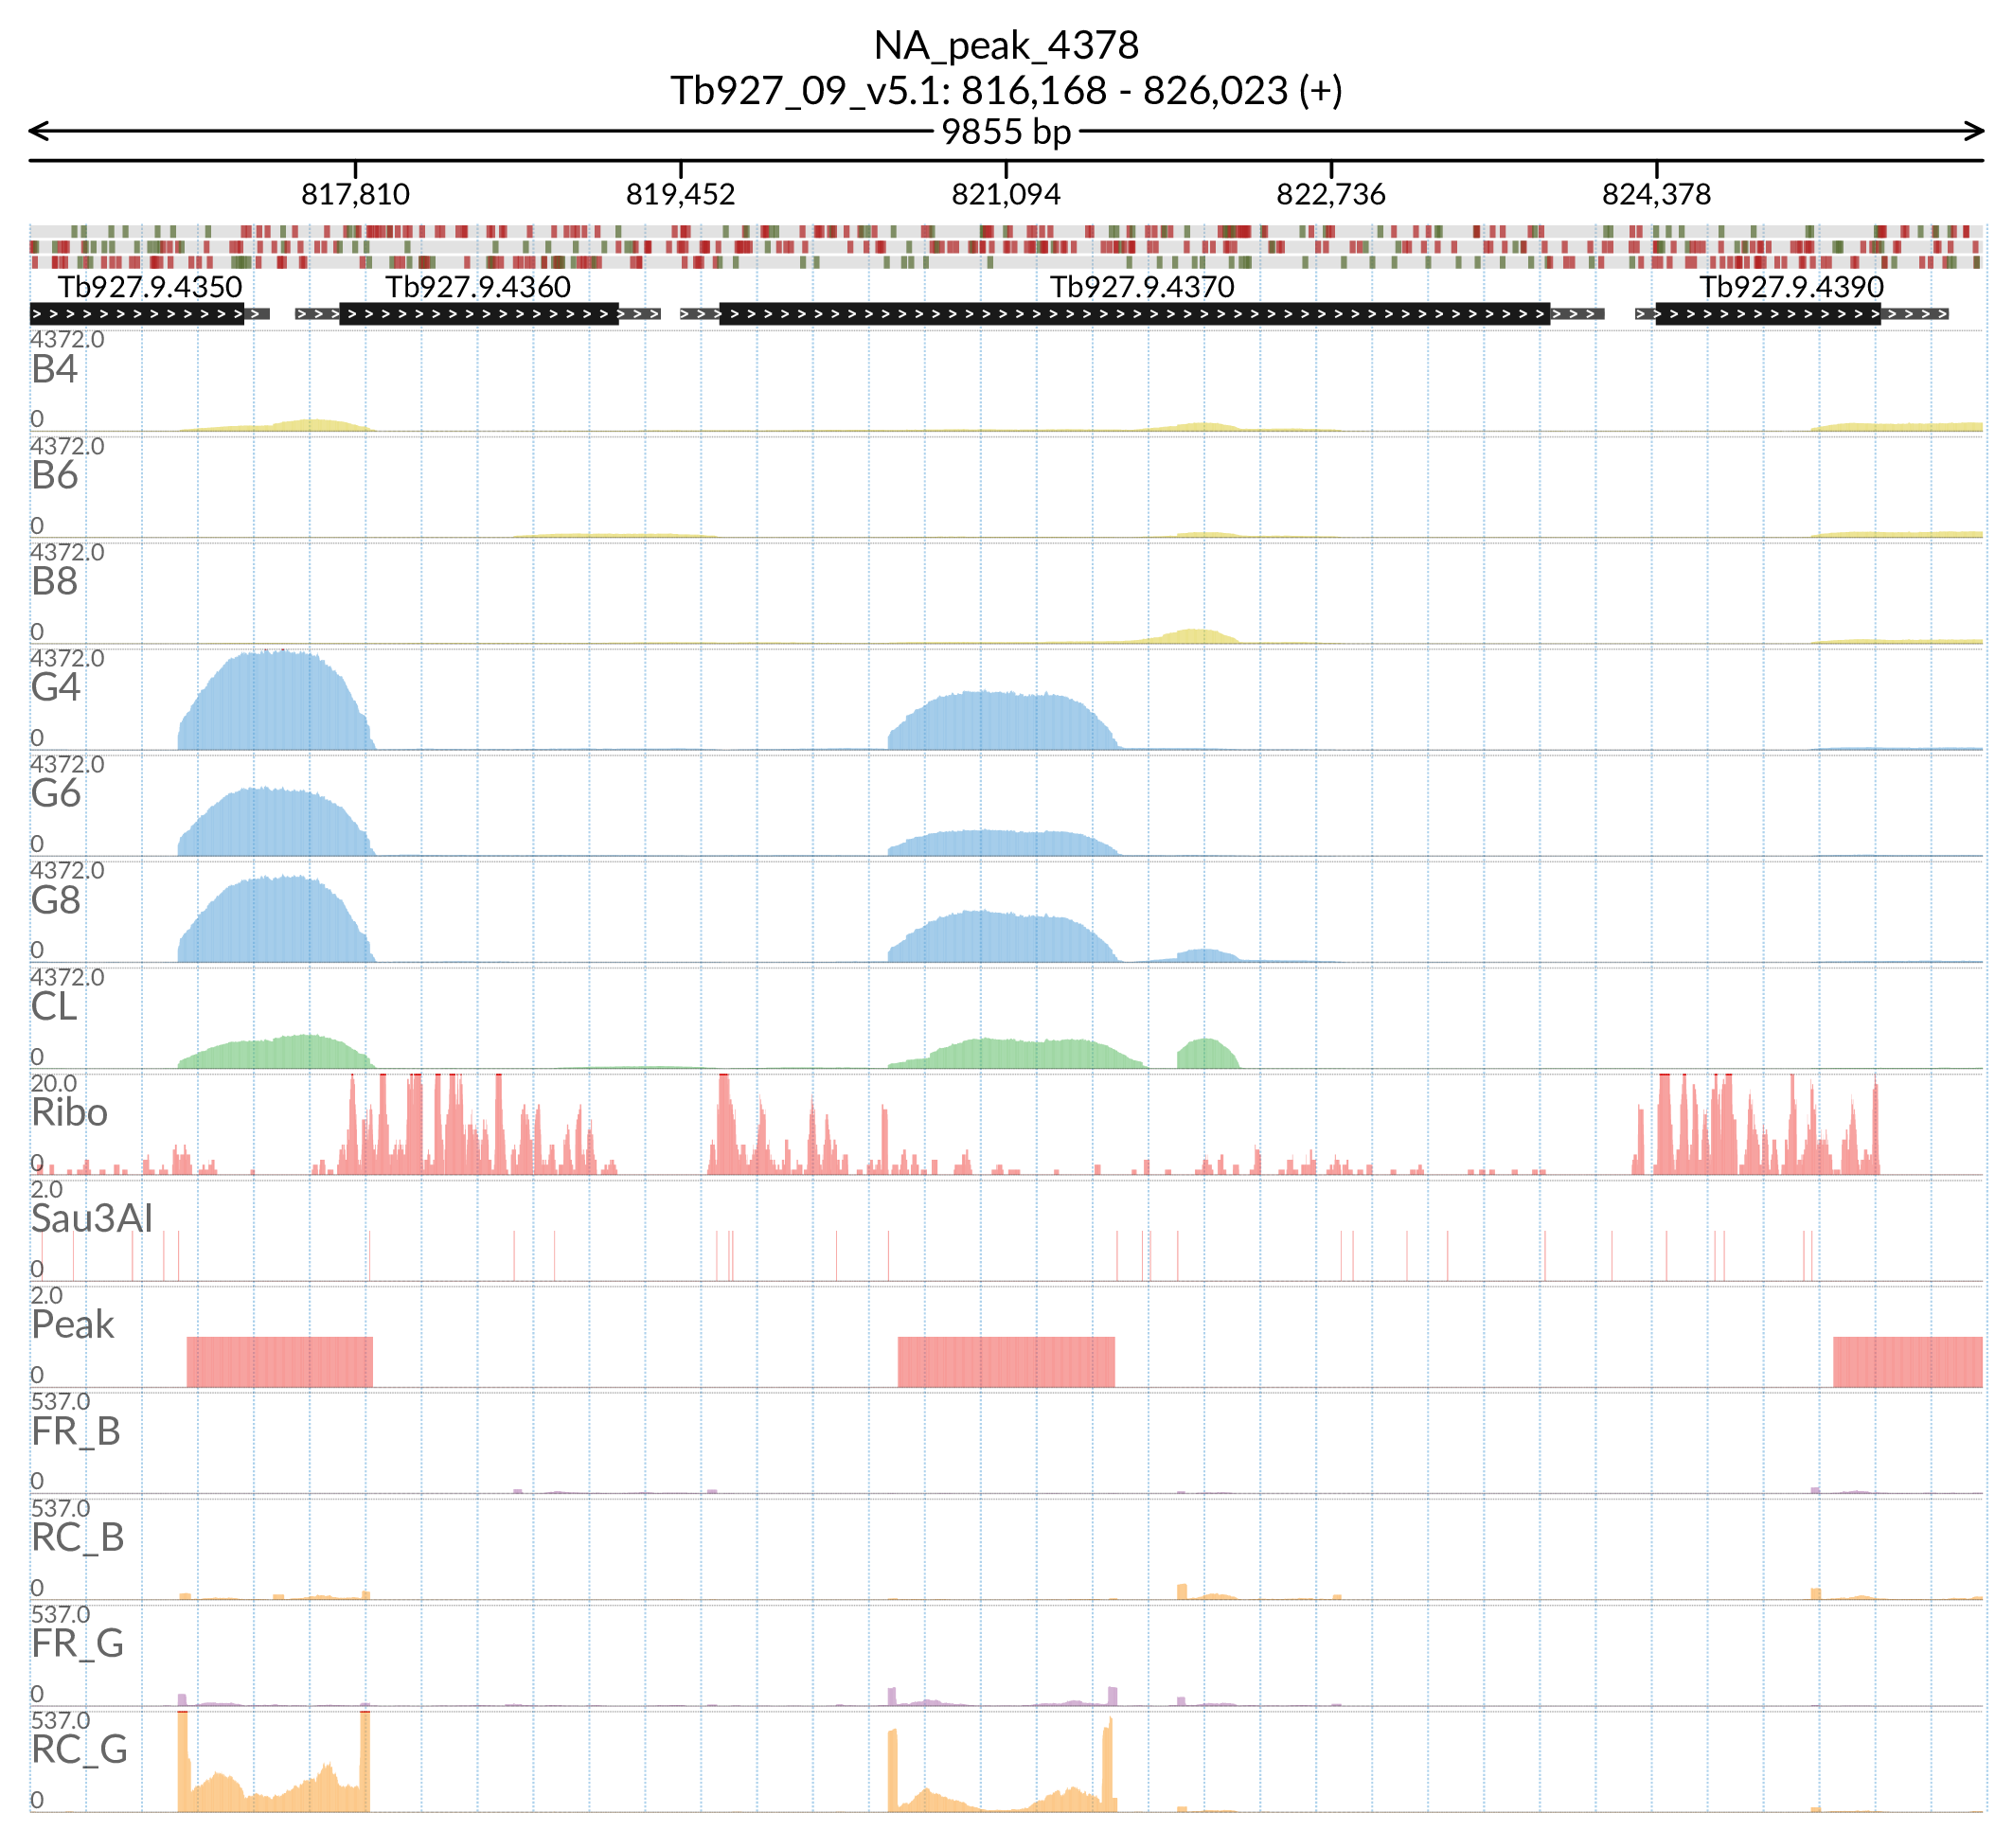 NA_peak_4378
Tb927_09_v5.1: 816,168 - 826,023 (+)
9855 bp
817,810 819,452 821,094 822,736 824,378
Tb927.9.4350 Tb927.9.4360 Tb927.9.4370 Tb927.9.4390
4372.0
B4
0
4372.0
B6
0
4372.0
B8
0
4372.0
G4
0
4372.0
G6
0
4372.0
G8
0
4372.0
CL
0
20.0
Ribo
0
2.0
Sau3AI
0
2.0
Peak
0
537.0
FR_B
0
537.0
RC_B
0
537.0
FR_G
0
537.0
RC_G
0